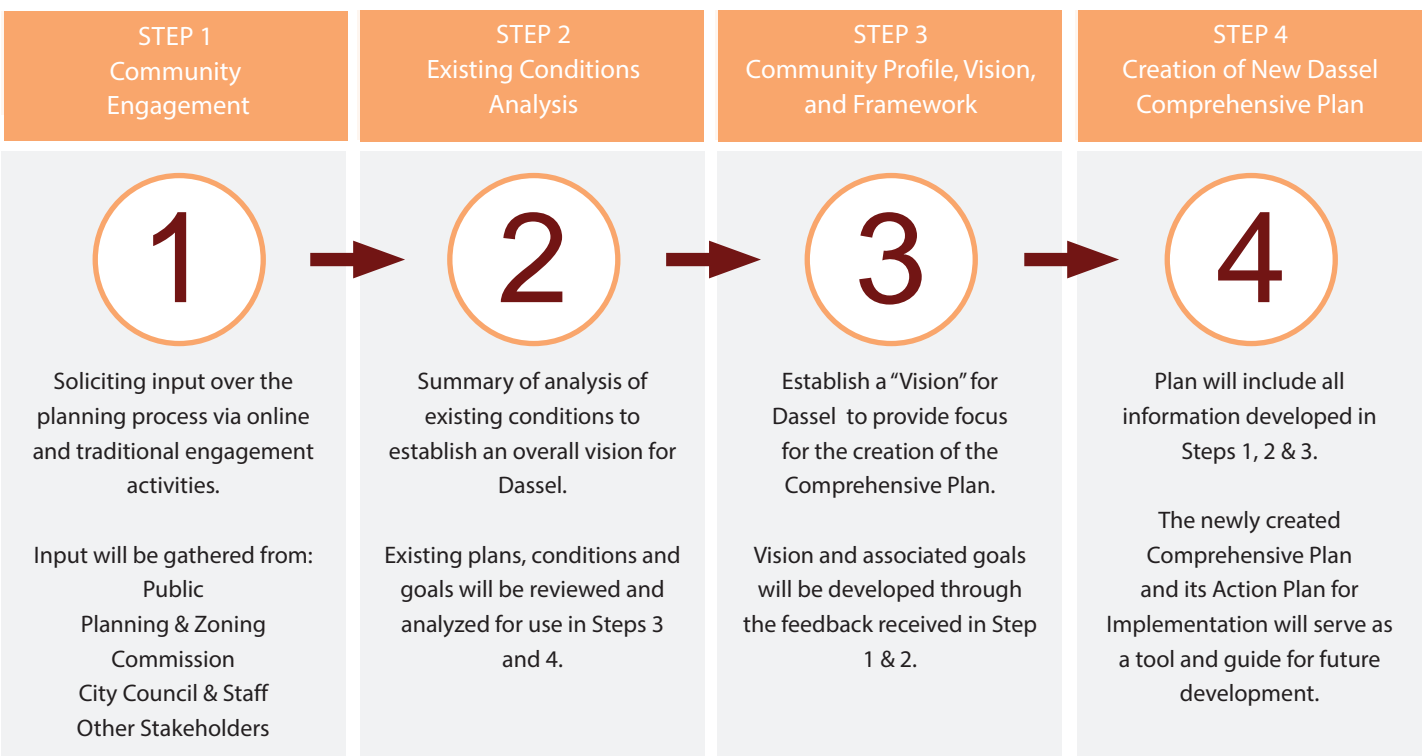 STEP 1
Community
Engagement
1
Soliciting input over the
planning process via online
and traditional engagement
activities.
Input will be gathered from:
Public
Planning & Zoning
Commission
City Council & Staff
Other Stakeholders
STEP 2
Existing Conditions
Analysis
2
Summary of analysis of
existing conditions to
establish an overall vision for
Dassel.
Existing plans, conditions and
goals will be reviewed and
analyzed for use in Steps 3
and 4.
STEP 3
Community Profile, Vision,
and Framework
3
Establish a “Vision” for
Dassel to provide focus
for the creation of the
Comprehensive Plan.
Vision and associated goals
will be developed through
the feedback received in Step
1 & 2.
STEP 4
Creation of New Dassel
Comprehensive Plan
4
Plan will include all
information developed in
Steps 1, 2 & 3.
The newly created
Comprehensive Plan
and its Action Plan for
Implementation will serve as
a tool and guide for future
development.